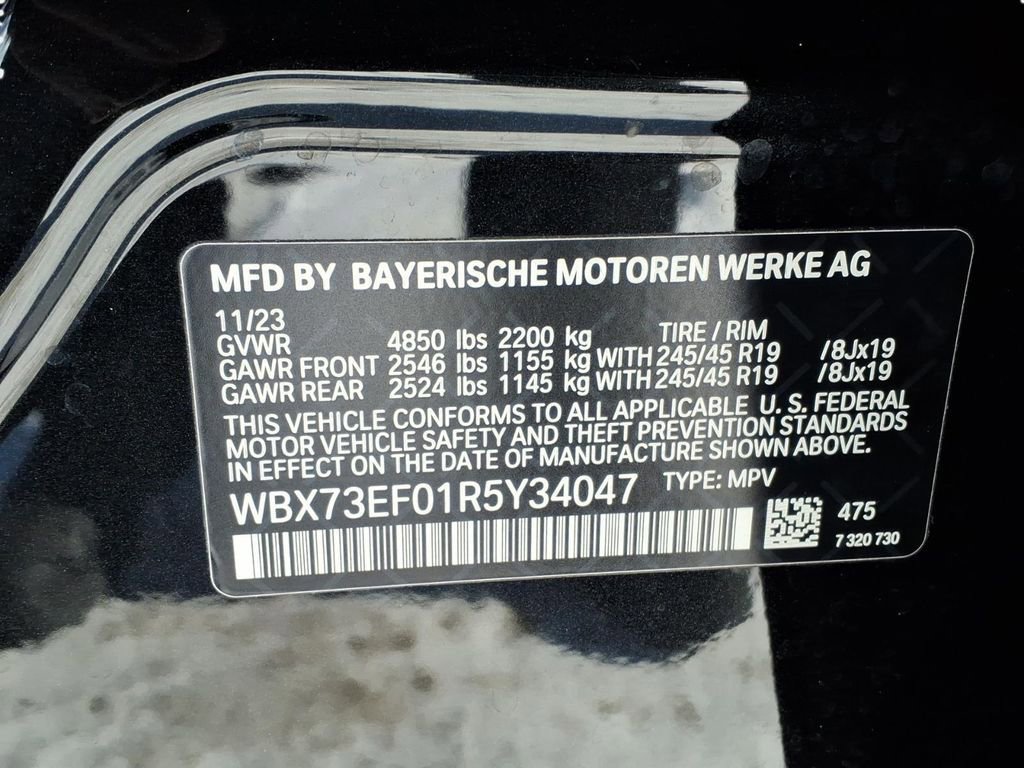 MFD BY BAYERISCHE MOTOREN WERKE AG
11/23 TIRE / RIM
GVWR 4850 lbs 2200 kg
GAWR FRONT 2546 lbs 1155 kg WITH 245/45 R19 /8Jx19
GAWR REAR 2524 lbs 1145 kg WITH 245/45 R19 /8Jx19
THIS VEHICLE CONFORMS TO ALL APPLICABLE U. S. FEDERAL
MOTOR VEHICLE SAFETY AND THEFT PREVENTION STANDARDS
IN EFFECT ON THE DATE OF MANUFACTURE SHOWN ABOVE.
WBX73EF01R5Y34047 TYPE: MPV
475
7 320 730